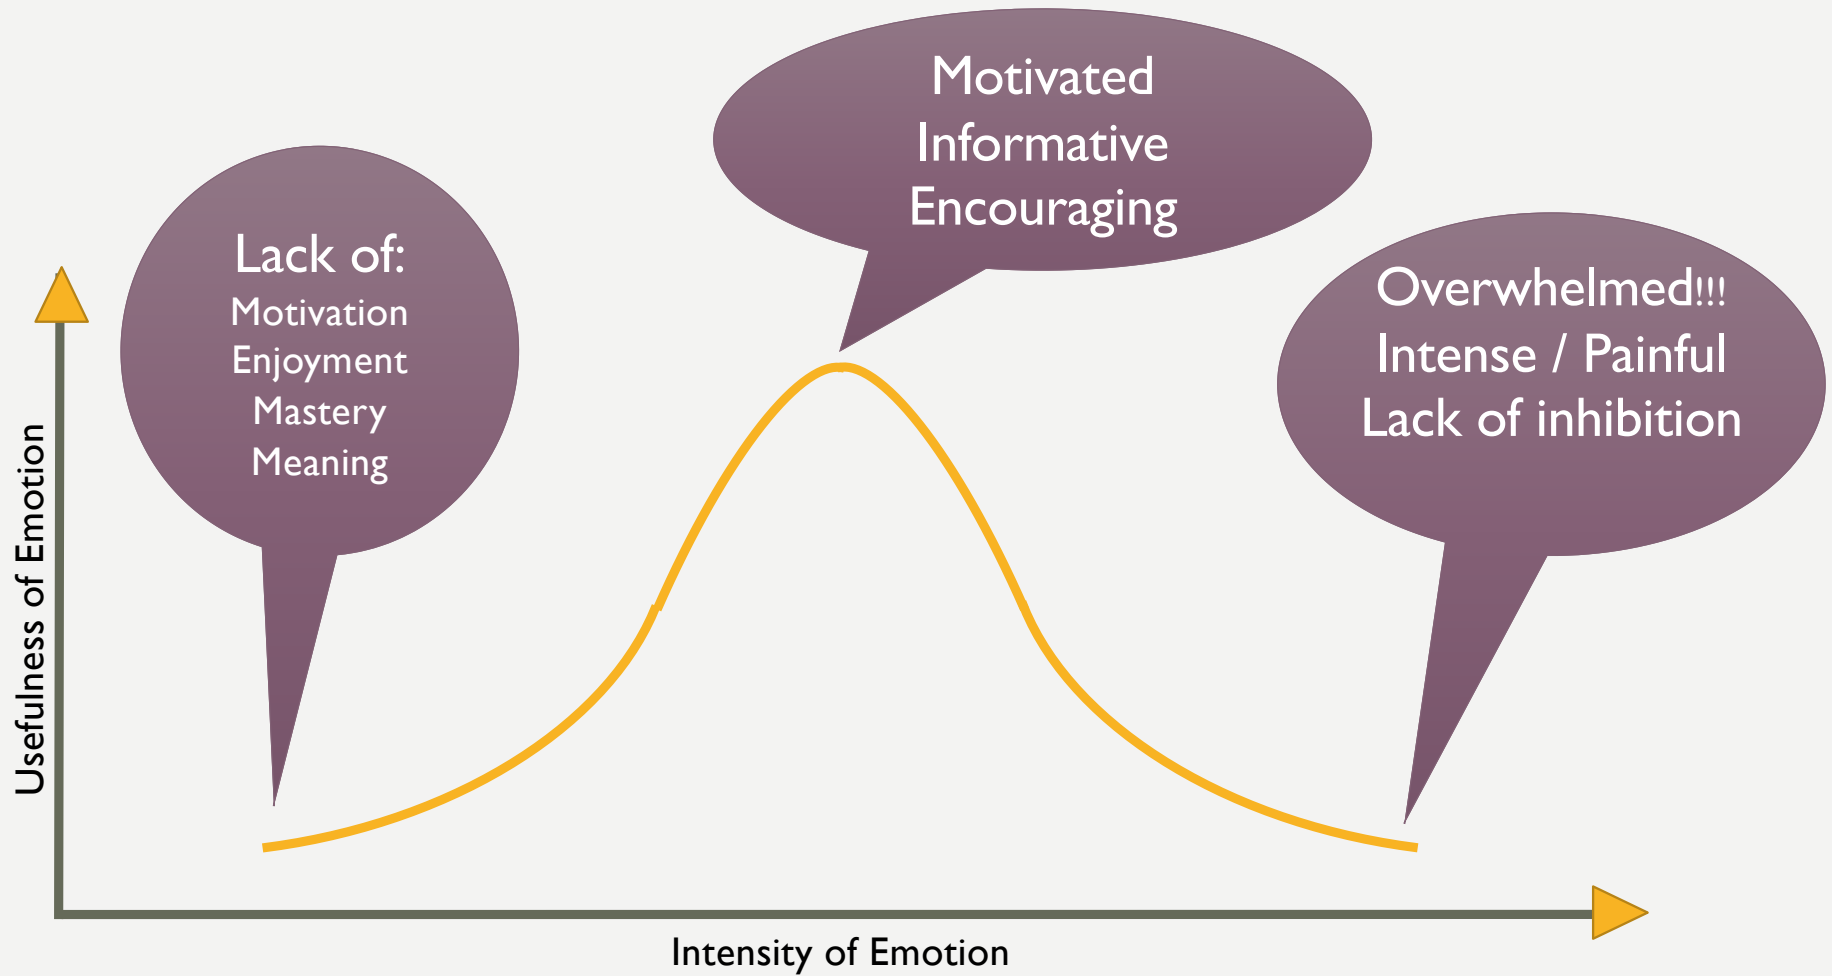 Motivated
Informative
Encouraging
Lack of:
Motivation
Enjoyment
Mastery
Meaning
Overwhelmed!!!
Intense / Painful
Lack of inhibition
Usefulness of Emotion
Intensity of Emotion